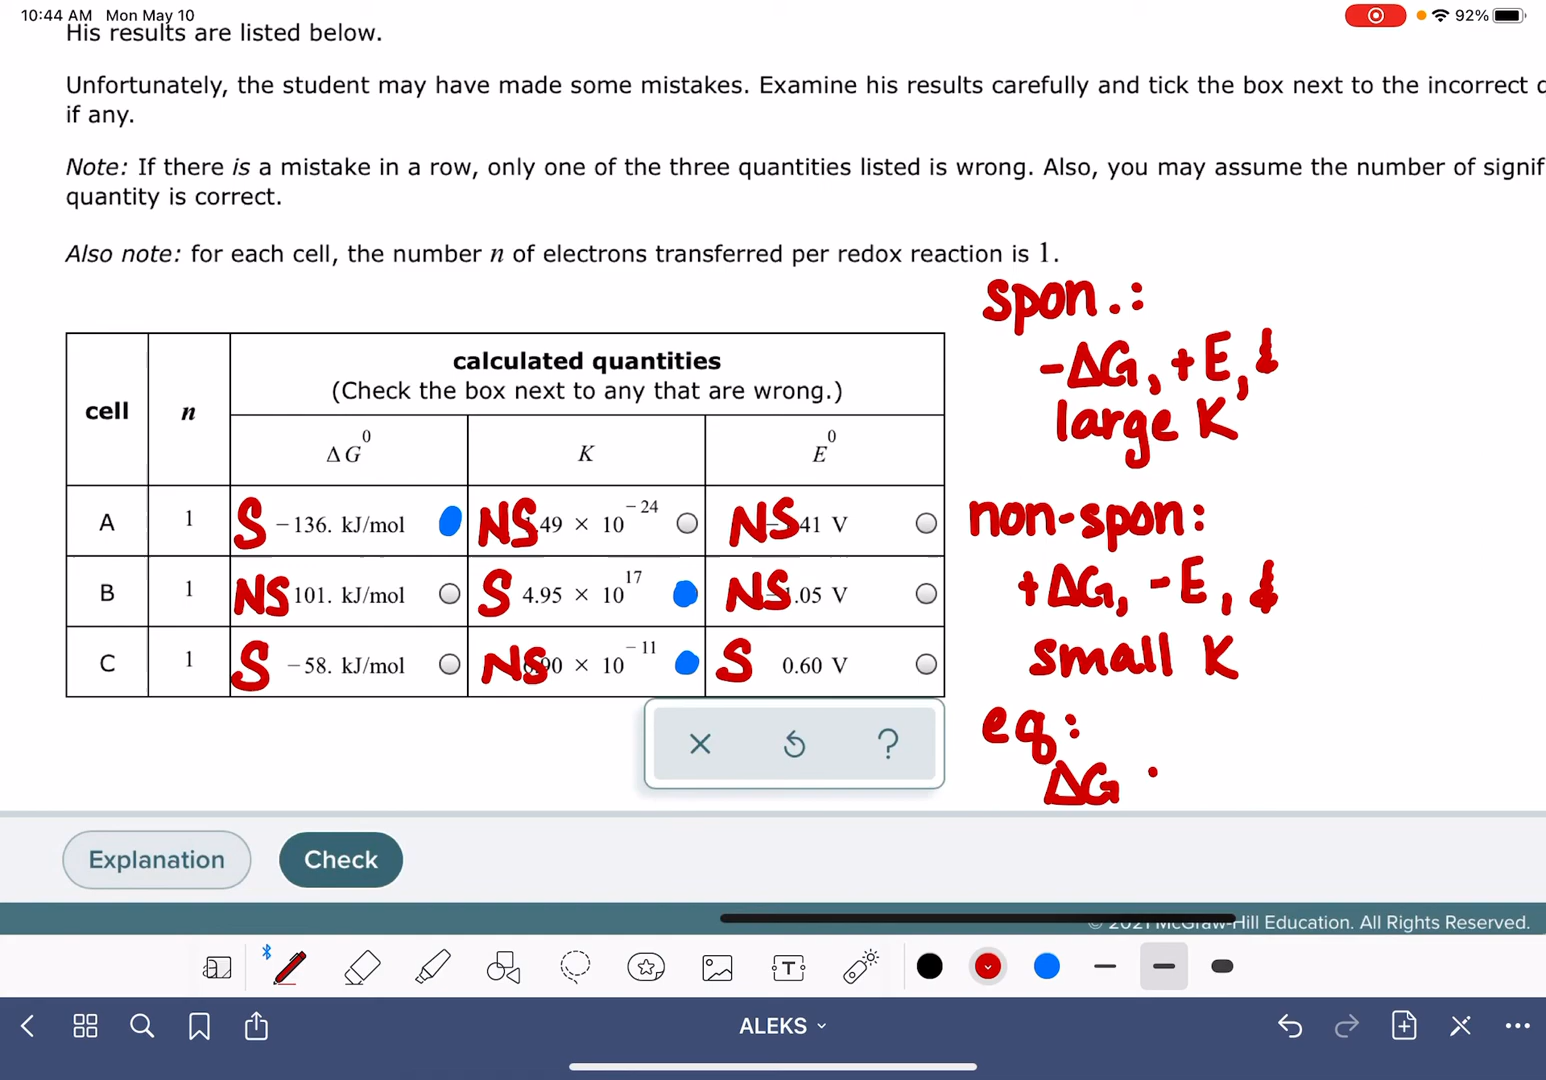 10:44 AM Mon May 10
92%
His results are listed below.
Unfortunately, the student may have made some mistakes. Examine his results carefully and tick the box next to the incorrect
if any.
Note: If there is a mistake in a row, only one of the three quantities listed is wrong. Also, you may assume the number of
quantity is correct.
Also note: for each cell, the number n of electrons transferred per redox reaction is 1.
spon.:
-ΔG, +E, &
large K
cell n calculated quantities
(Check the box next to any that are wrong.)
ΔG⁰ K E⁰
A 1 S −136. kJ/mol NS 49 × 10⁻²⁴ NS 41 V
B 1 NS 101. kJ/mol S 4.95 × 10¹⁷ NS .05 V
C 1 S −58. kJ/mol NS 90 × 10⁻¹¹ S 0.60 V
non-spon:
+ΔG, -E, &
small K
eq:
ΔG
Explanation Check
© 2021 McGraw-Hill Education. All Rights Reserved.
T
ALEKS